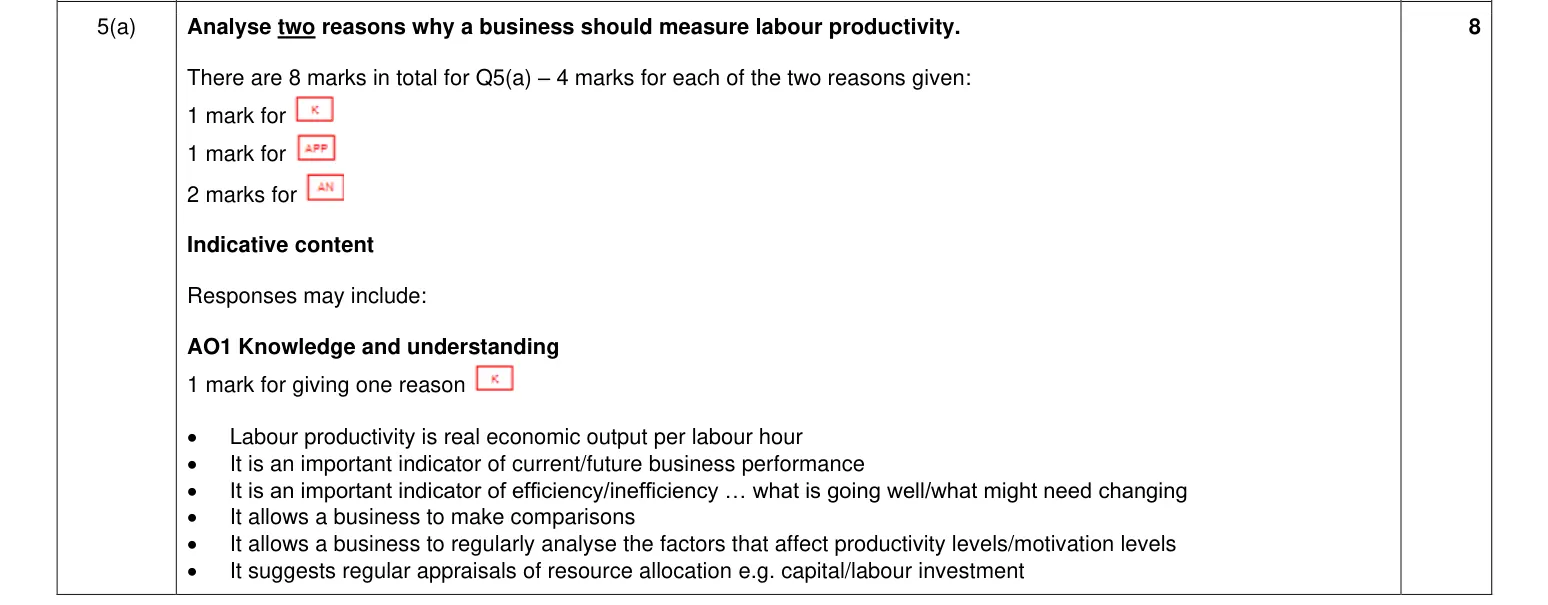 5(a) Analyse two reasons why a business should measure labour productivity. 8
There are 8 marks in total for Q5(a) – 4 marks for each of the two reasons given:
1 mark for K
1 mark for APP
2 marks for AN
Indicative content
Responses may include:
AO1 Knowledge and understanding
1 mark for giving one reason K
• Labour productivity is real economic output per labour hour
• It is an important indicator of current/future business performance
• It is an important indicator of efficiency/inefficiency … what is going well/what might need changing
• It allows a business to make comparisons
• It allows a business to regularly analyse the factors that affect productivity levels/motivation levels
• It suggests regular appraisals of resource allocation e.g. capital/labour investment